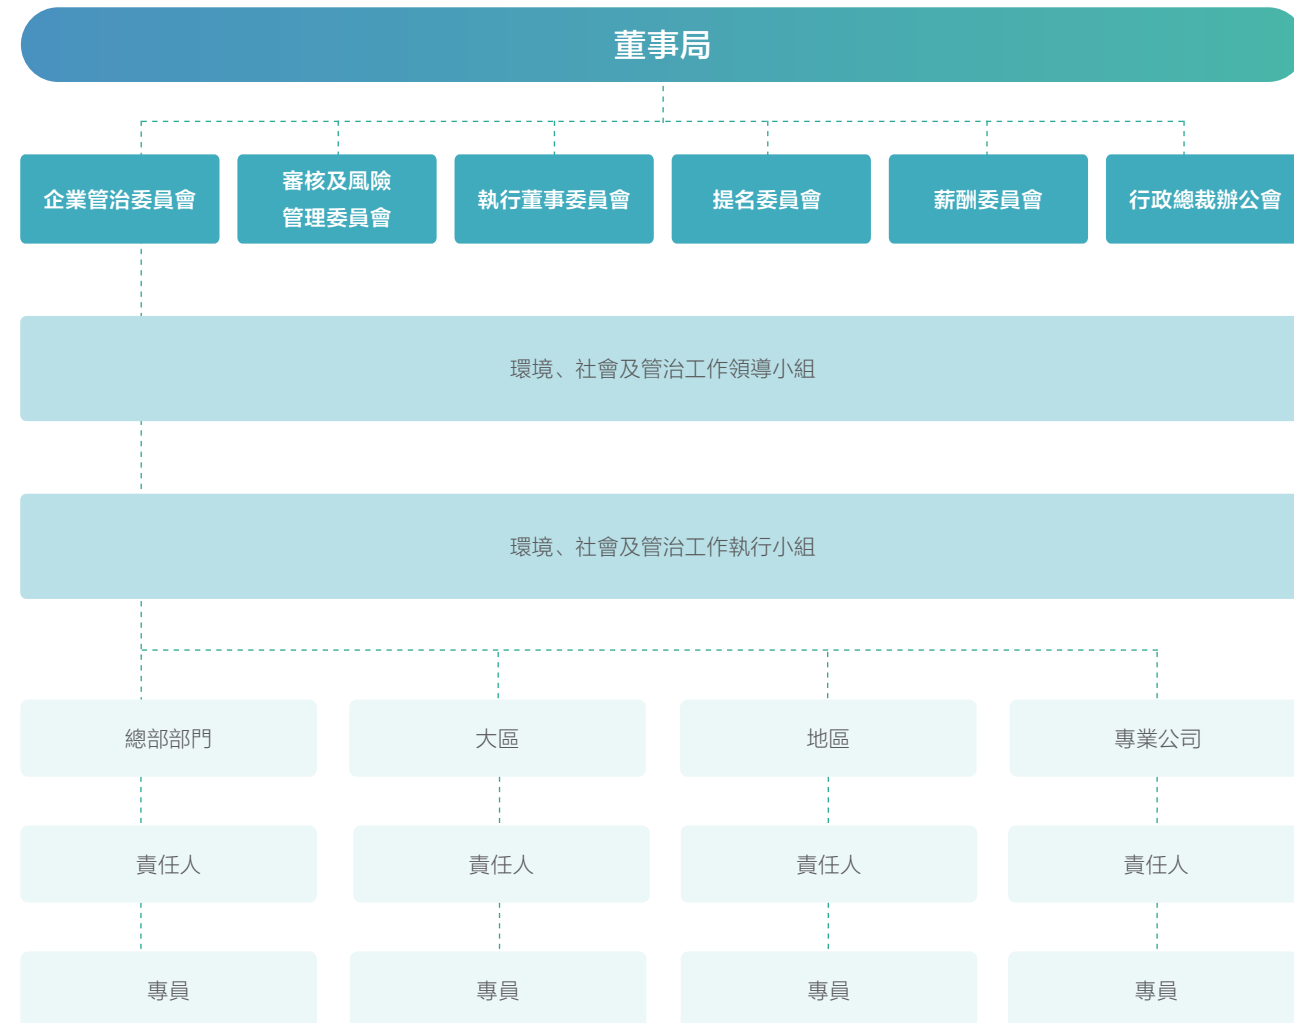 董事局
企業管治委員會
審核及風險
管理委員會
執行董事委員會
提名委員會
薪酬委員會
行政總裁辦公會
環境、社會及管治工作領導小組
環境、社會及管治工作執行小組
總部部門
大區
地區
專業公司
責任人
責任人
責任人
責任人
專員
專員
專員
專員